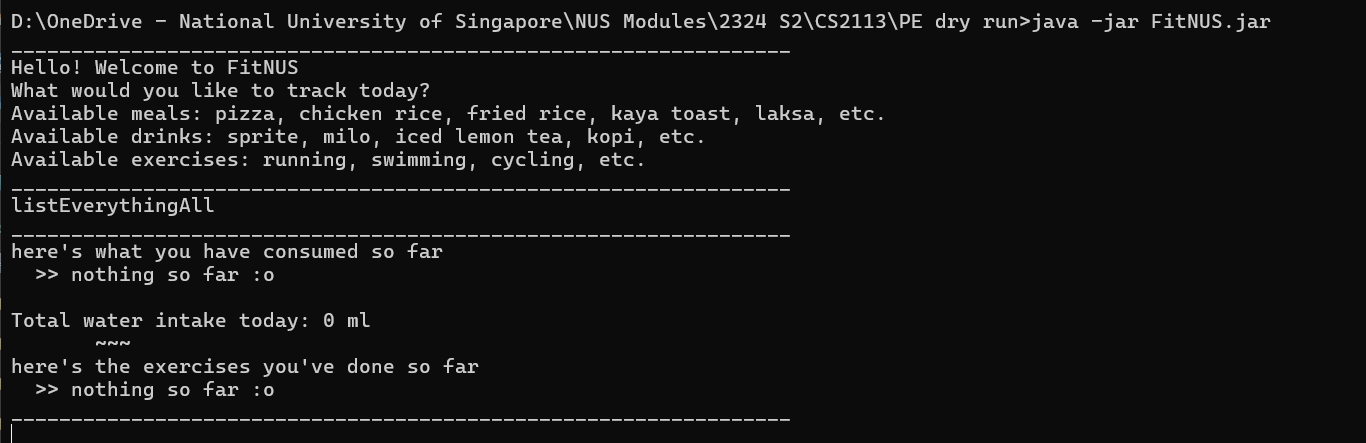 D:\OneDrive - National University of Singapore\NUS Modules\2324 S2\CS2113\PE dry run>java -jar FitNUS.jar
_________________________________________________________________
Hello! Welcome to FitNUS
What would you like to track today?
Available meals: pizza, chicken rice, fried rice, kaya toast, laksa, etc.
Available drinks: sprite, milo, iced lemon tea, kopi, etc.
Available exercises: running, swimming, cycling, etc.
_________________________________________________________________
listEverythingAll
_________________________________________________________________
here's what you have consumed so far
  >> nothing so far :o

Total water intake today: 0 ml
       ~~~
here's the exercises you've done so far
  >> nothing so far :o
_________________________________________________________________